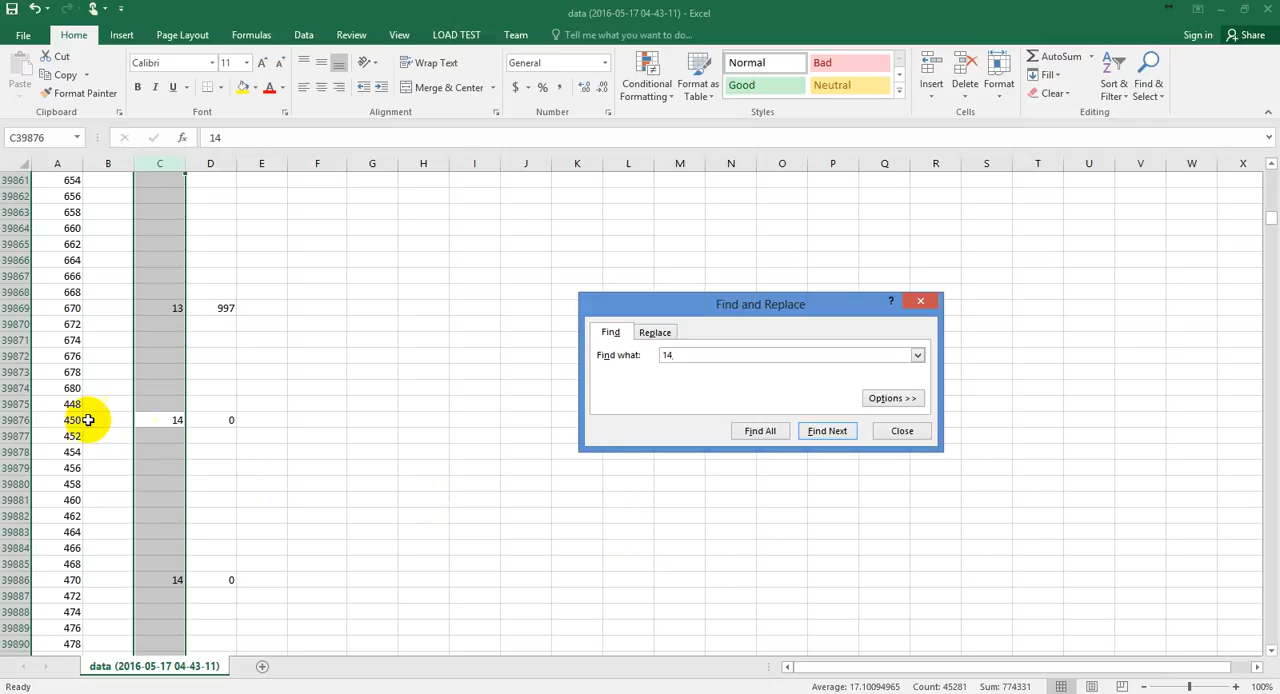 data (2016-05-17 04-43-11) - Excel
File Home Insert Page Layout Formulas Data Review View LOAD TEST Team Tell me what you want to do... Sign in Share
Paste Cut Copy Format Painter Clipboard
Calibri 11 A A B I U A Font
Wrap Text Merge & Center Alignment
General $ % , Number
Conditional Formatting Format as Table Normal Bad Good Neutral Styles
Insert Delete Format Cells
AutoSum Fill Clear Sort & Filter Find & Select Editing
C39876 fx 14
A B C D E F G H I J K L M N O P Q R S T U V W X
39861 654
39862 656
39863 658
39864 660
39865 662
39866 664
39867 666
39868 668
39869 670 13 997
39870 672
39871 674
39872 676
39873 678
39874 680
39875 448
39876 450 14 0
39877 452
39878 454
39879 456
39880 458
39881 460
39882 462
39883 464
39884 466
39885 468
39886 470 14 0
39887 472
39888 474
39889 476
39890 478
Find and Replace ?
Find Replace
Find what: 14
Options >>
Find All Find Next Close
data (2016-05-17 04-43-11)
Ready Average: 17.10094965 Count: 45281 Sum: 774331 100%